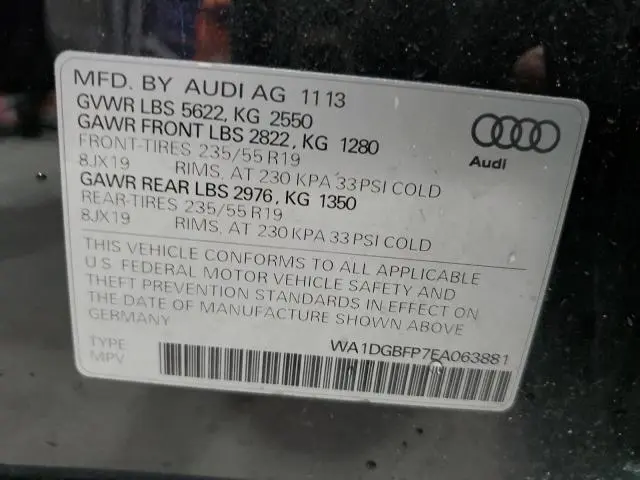 MFD. BY AUDI AG 1113
GVWR LBS 5622, KG 2550
GAWR FRONT LBS 2822, KG 1280
FRONT-TIRES 235/55 R19
8JX19 RIMS, AT 230 KPA 33 PSI COLD
GAWR REAR LBS 2976, KG 1350
REAR-TIRES 235/55 R19
8JX19 RIMS, AT 230 KPA 33 PSI COLD
Audi
THIS VEHICLE CONFORMS TO ALL APPLICABLE
U.S. FEDERAL MOTOR VEHICLE SAFETY AND
THEFT PREVENTION STANDARDS IN EFFECT ON
THE DATE OF MANUFACTURE SHOWN ABOVE
GERMANY
WA1DGBFP7EA063881
TYPE
MPV